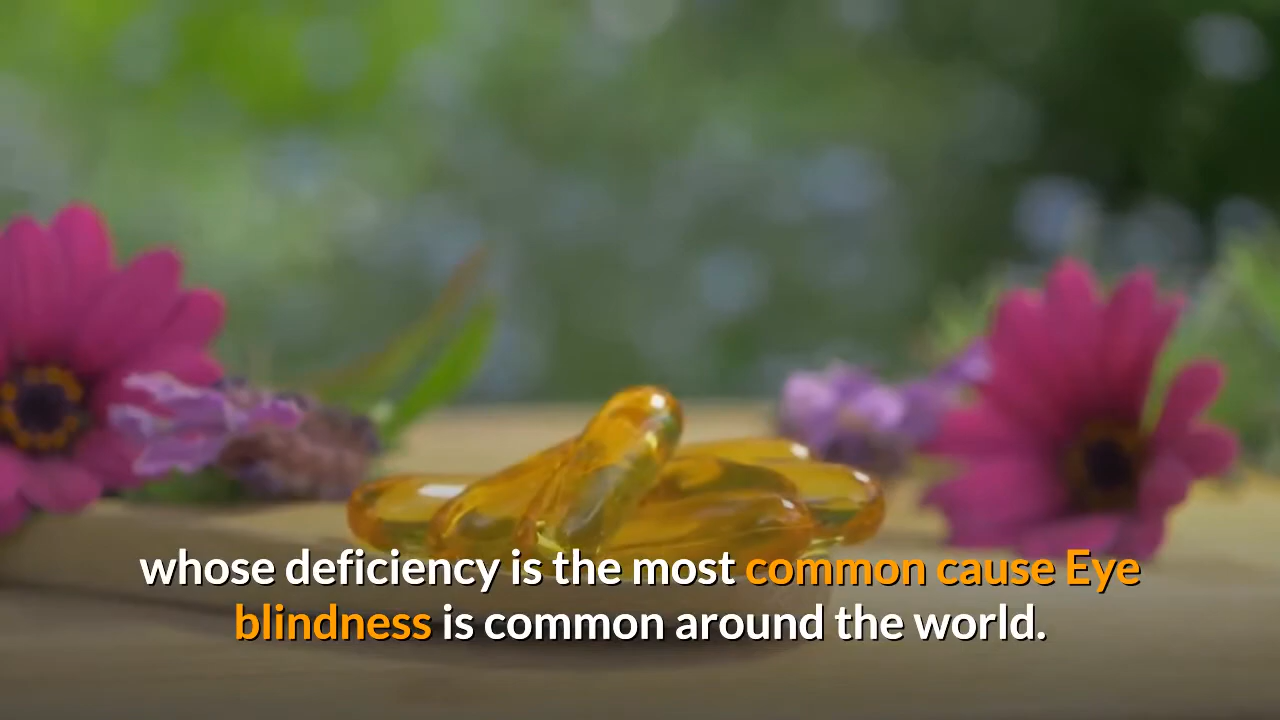 whose deficiency is the most common cause Eye
blindness is common around the world.